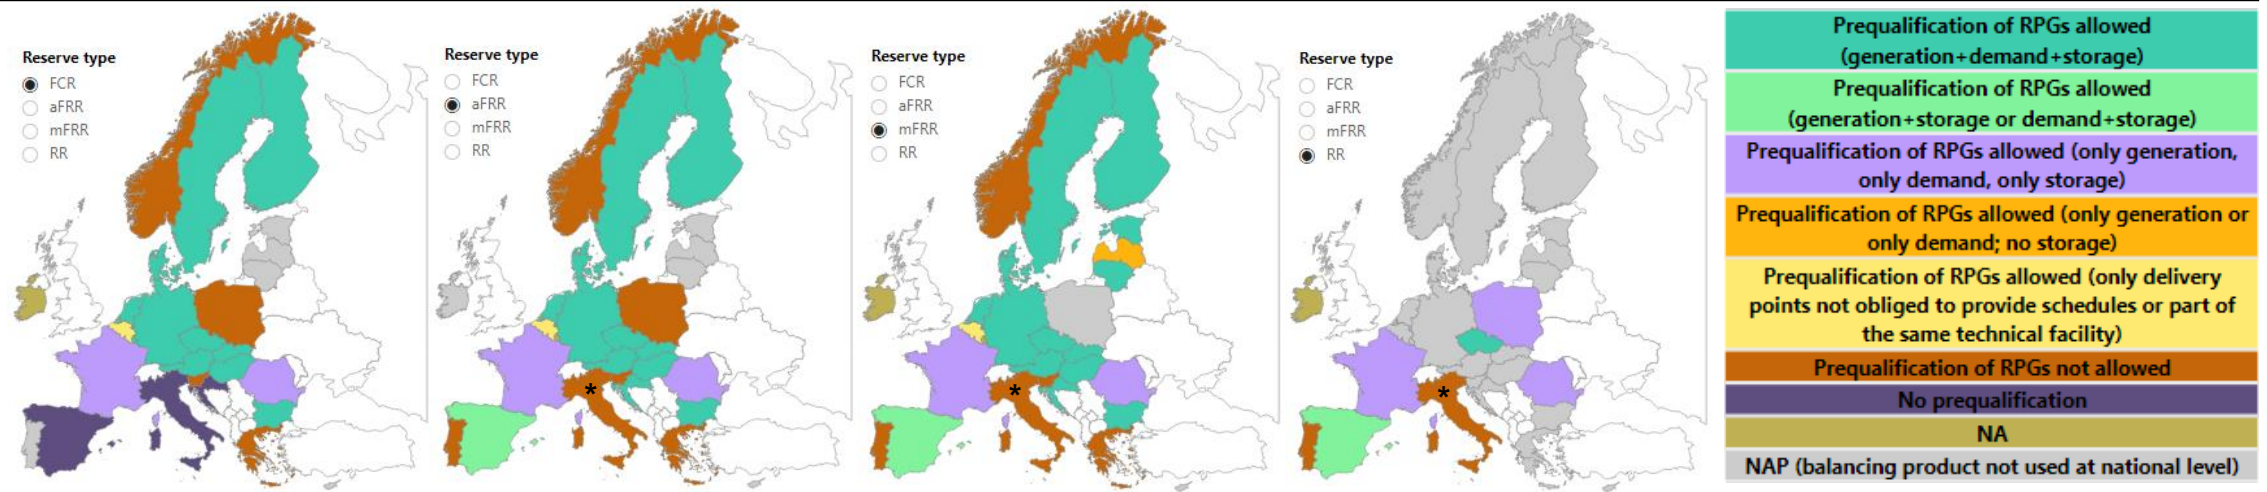 Reserve type
FCR
aFRR
mFRR
RR
Reserve type
FCR
aFRR
mFRR
RR
*
Reserve type
FCR
aFRR
mFRR
RR
*
Reserve type
FCR
aFRR
mFRR
RR
*
Prequalification of RPGs allowed
(generation+demand+storage)
Prequalification of RPGs allowed
(generation+storage or demand+storage)
Prequalification of RPGs allowed (only generation,
only demand, only storage)
Prequalification of RPGs allowed (only generation or
only demand; no storage)
Prequalification of RPGs allowed (only delivery
points not obliged to provide schedules or part of
the same technical facility)
Prequalification of RPGs not allowed
No prequalification
NA
NAP (balancing product not used at national level)